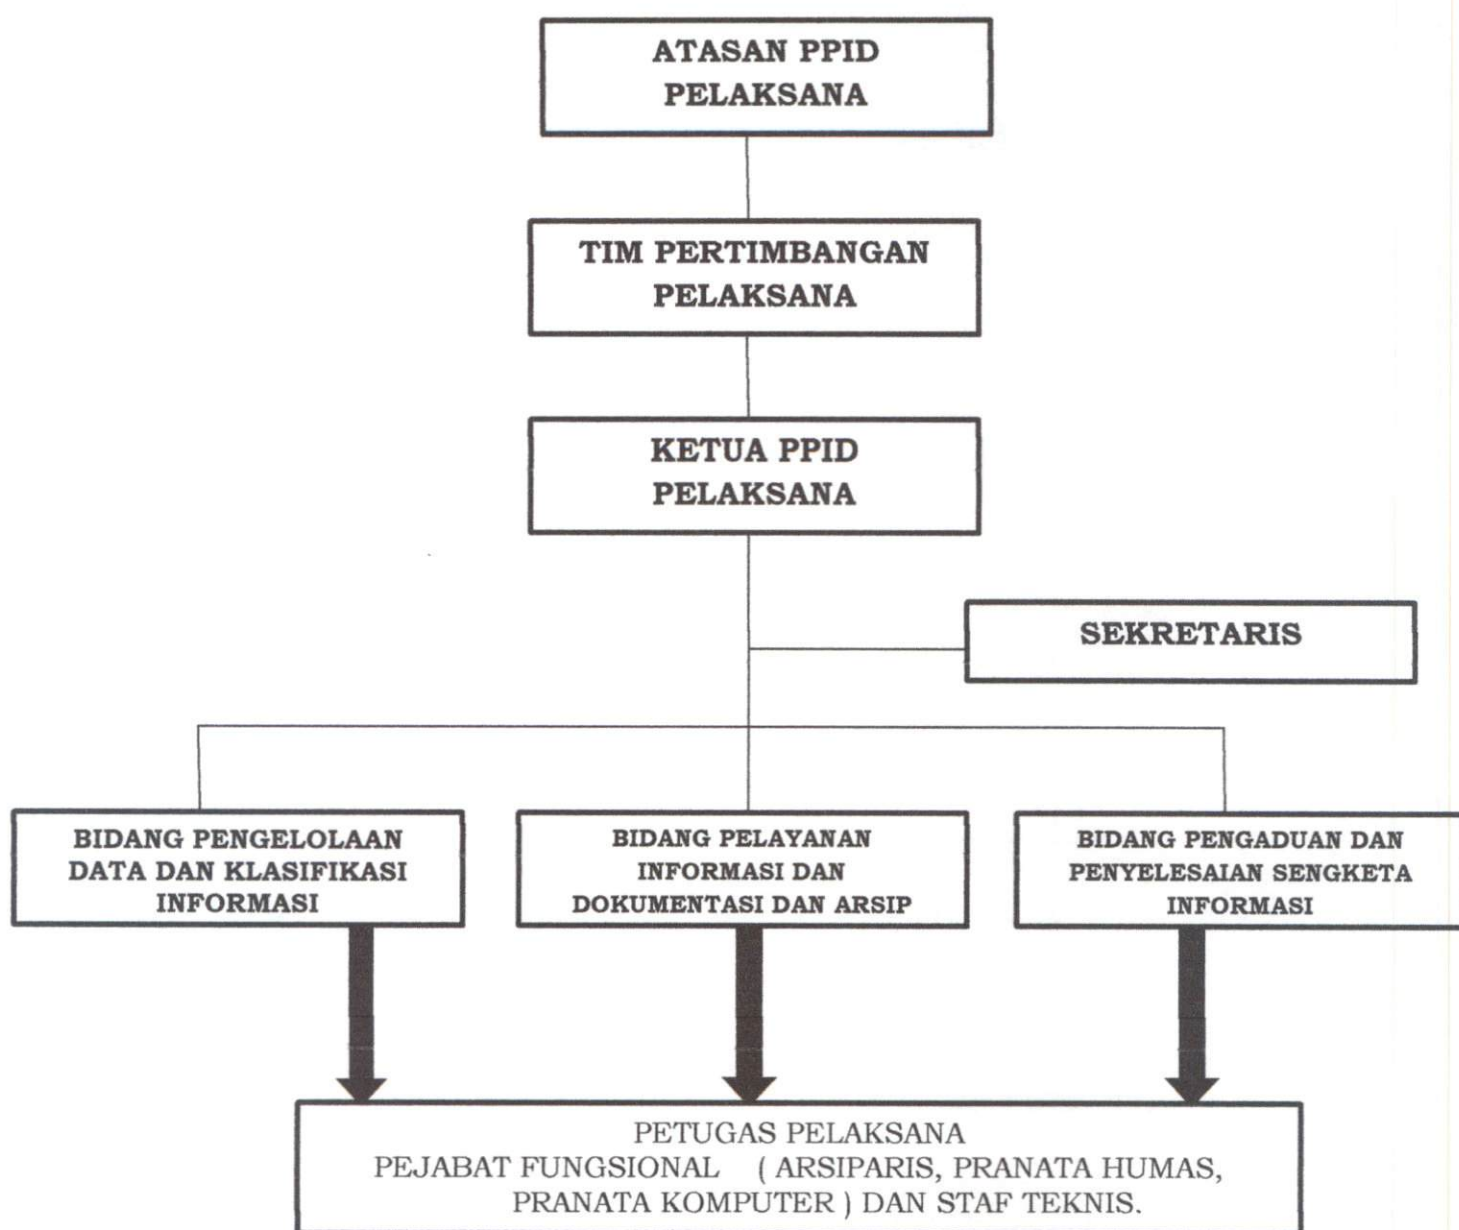 ATASAN PPID
PELAKSANA
TIM PERTIMBANGAN
PELAKSANA
KETUA PPID
PELAKSANA
SEKRETARIS
BIDANG PENGELOLAAN
DATA DAN KLASIFIKASI
INFORMASI
BIDANG PELAYANAN
INFORMASI DAN
DOKUMENTASI DAN ARSIP
BIDANG PENGADUAN DAN
PENYELESAIAN SENGKETA
INFORMASI
PETUGAS PELAKSANA
PEJABAT FUNGSIONAL ( ARSIPARIS, PRANATA HUMAS,
PRANATA KOMPUTER ) DAN STAF TEKNIS.